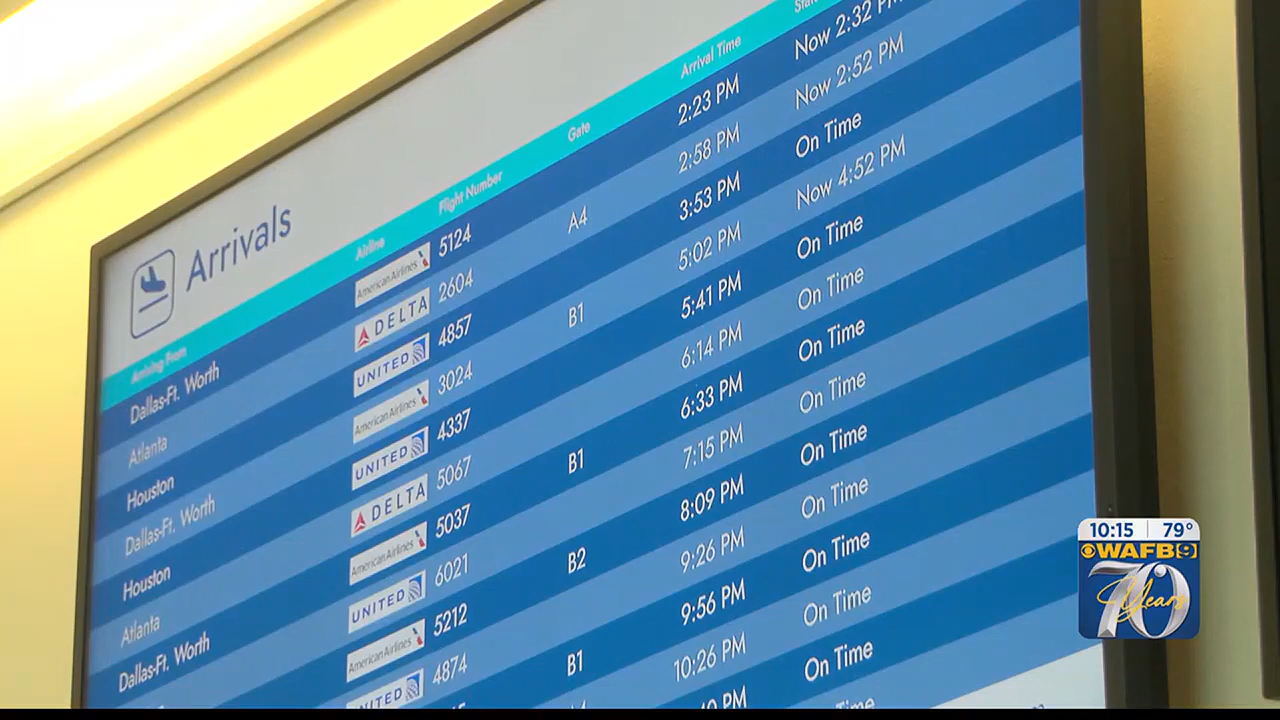 Arrivals
Arriving From Airline Flight Number Gate Arrival Time
Dallas-Ft. Worth American Airlines 5124 2:23 PM Now 2:32 PM
Atlanta DELTA 2604 A4 2:58 PM Now 2:52 PM
Houston UNITED 4857 3:53 PM On Time
Dallas-Ft. Worth American Airlines 3024 B1 5:02 PM Now 4:52 PM
Houston UNITED 4337 5:41 PM On Time
Atlanta DELTA 5067 6:14 PM On Time
Dallas-Ft. Worth American Airlines 5037 B1 6:33 PM On Time
UNITED 6021 7:15 PM On Time
American Airlines 5212 B2 8:09 PM On Time
UNITED 4874 9:26 PM On Time
B1 9:56 PM On Time
10:26 PM On Time
PM On Time
10:15 79°
WAFB 9
70 Years